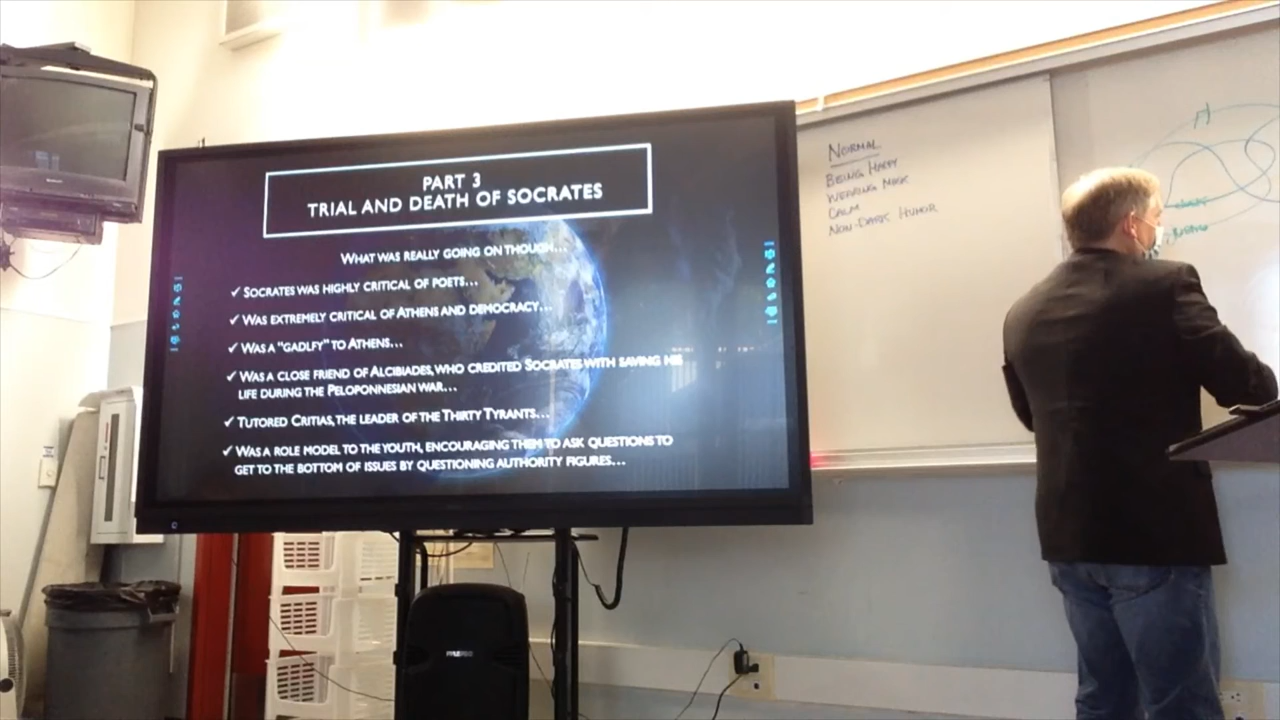 PART 3
TRIAL AND DEATH OF SOCRATES
WHAT WAS REALLY GOING ON THOUGH...
✓ SOCRATES WAS HIGHLY CRITICAL OF POETS...
✓ WAS EXTREMELY CRITICAL OF ATHENS AND DEMOCRACY...
✓ WAS A "GADLFY" TO ATHENS...
✓ WAS A CLOSE FRIEND OF ALCIBIADES, WHO CREDITED SOCRATES WITH SAVING HIS
LIFE DURING THE PELOPONNESIAN WAR...
✓ TUTORED CRITIAS, THE LEADER OF THE THIRTY TYRANTS...
✓ WAS A ROLE MODEL TO THE YOUTH, ENCOURAGING THEM TO ASK QUESTIONS TO
GET TO THE BOTTOM OF ISSUES BY QUESTIONING AUTHORITY FIGURES...
NORMAL
BEING HAPPY
WEARING MASK
CALM
NON-DARK HUMOR